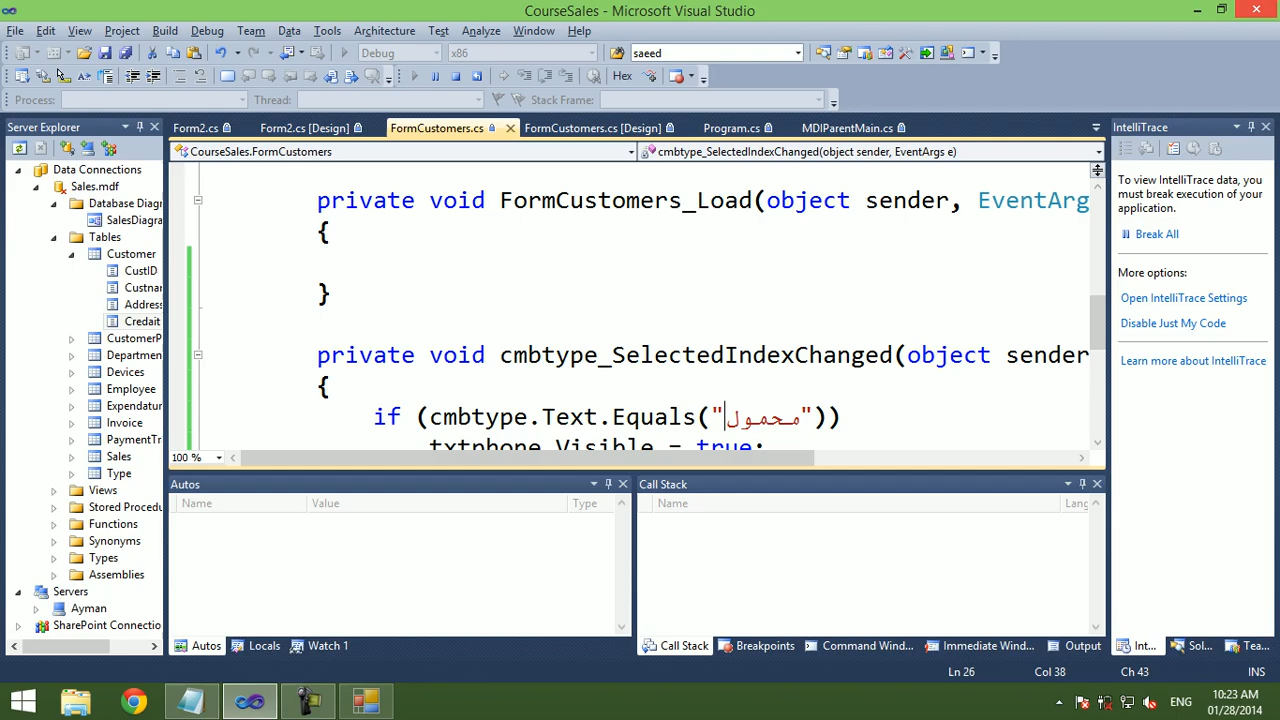 CourseSales - Microsoft Visual Studio
File Edit View Project Build Debug Team Data Tools Architecture Test Analyze Window Help
Debug x86 saeed
Hex
Process: Thread: Stack Frame:
Server Explorer
Data Connections
Sales.mdf
Database Diagr
SalesDiagra
Tables
Customer
CustID
Custnar
Address
Credait
CustomerP
Departmen
Devices
Employee
Expendatur
Invoice
PaymentTr
Sales
Type
Views
Stored Procedu
Functions
Synonyms
Types
Assemblies
Servers
Ayman
SharePoint Connectio
Form2.cs Form2.cs [Design] FormCustomers.cs FormCustomers.cs [Design] Program.cs MDIParentMain.cs
CourseSales.FormCustomers cmbtype_SelectedIndexChanged(object sender, EventArgs e)
private void FormCustomers_Load(object sender, EventArg
{
}
private void cmbtype_SelectedIndexChanged(object sender
{
if (cmbtype.Text.Equals("محمول"))
txtphone.Visible = true;
100 %
Autos
Name Value Type
Autos Locals Watch 1
Call Stack
Name Lang
Call Stack Breakpoints Command Wind... Immediate Wind... Output
IntelliTrace
To view IntelliTrace data, you
must break execution of your
application.
Break All
More options:
Open IntelliTrace Settings
Disable Just My Code
Learn more about IntelliTrace
Int... Sol... Tea...
Ln 26 Col 38 Ch 43 INS
ENG
10:23 AM
01/28/2014